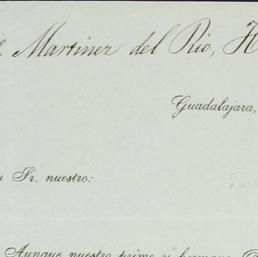 Martinez del Rio, H
Guadalajara,
Sr. nuestro:
Aunque nuestro primo y hermano